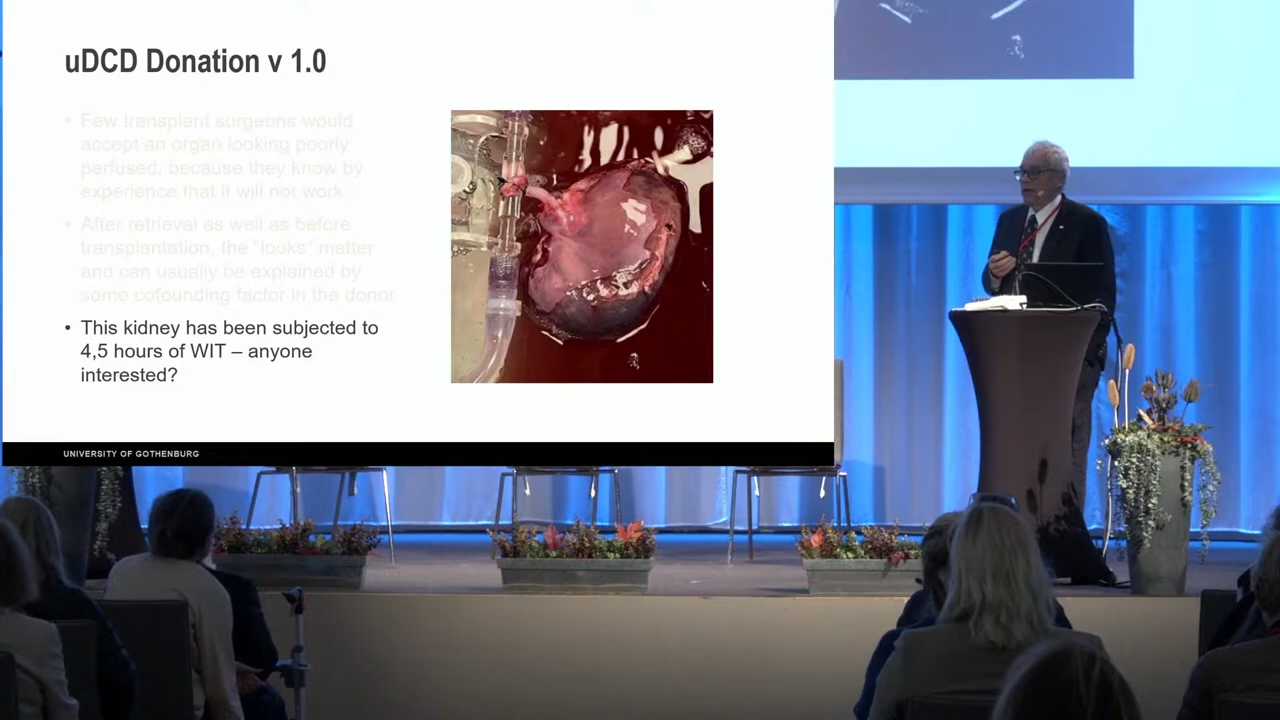 uDCD Donation v 1.0
• Few transplant surgeons would
accept an organ looking poorly
perfused, because they know by
experience that it will not work
• After retrieval as well as before
transplantation, the "looks" matter
and can usually be explained by
some cofounding factor in the donor
• This kidney has been subjected to
4,5 hours of WIT – anyone
interested?
UNIVERSITY OF GOTHENBURG